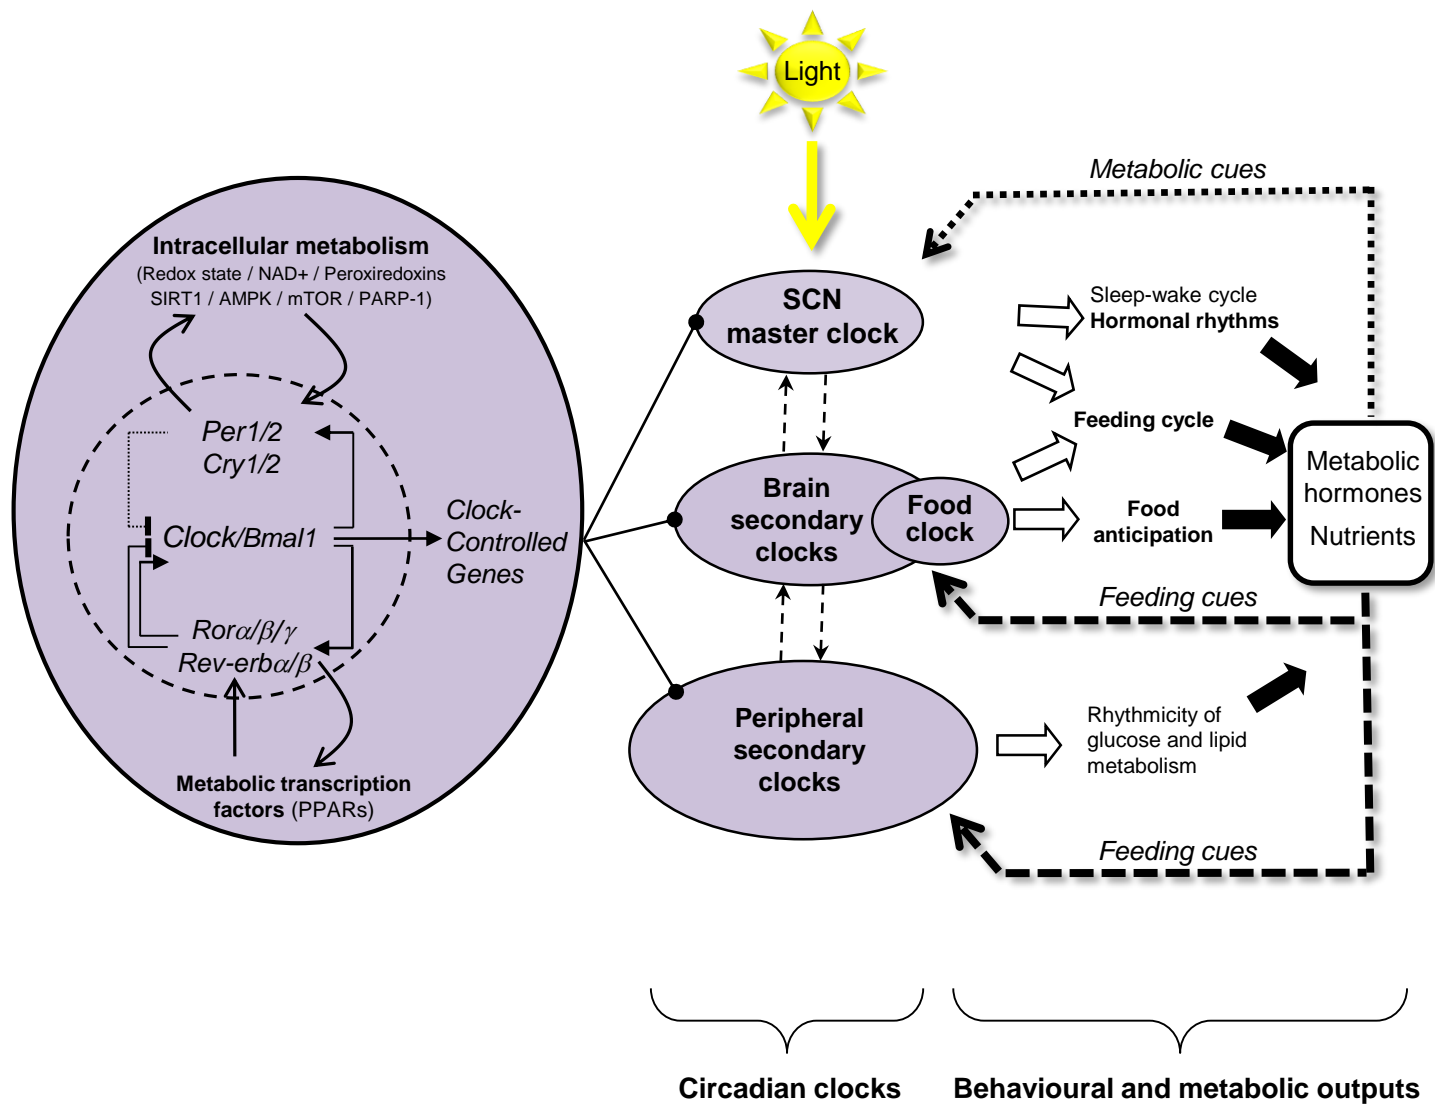 Light
Metabolic cues
Intracellular metabolism
(Redox state / NAD+ / Peroxiredoxins
SIRT1 / AMPK / mTOR / PARP-1)
Per1/2
Cry1/2
Clock/Bmal1
Clock-
Controlled
Genes
Rorα/β/γ
Rev-erbα/β
Metabolic transcription
factors (PPARs)
SCN
master clock
Brain
secondary
clocks
Food
clock
Peripheral
secondary
clocks
Sleep-wake cycle
Hormonal rhythms
Feeding cycle
Food
anticipation
Metabolic
hormones
Nutrients
Feeding cues
Rhythmicity of
glucose and lipid
metabolism
Feeding cues
Circadian clocks
Behavioural and metabolic outputs